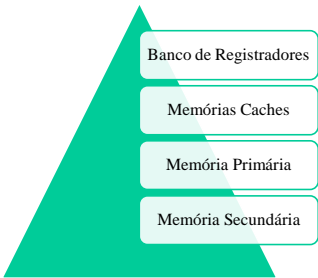 Banco de Registradores
Memórias Caches
Memória Primária
Memória Secundária